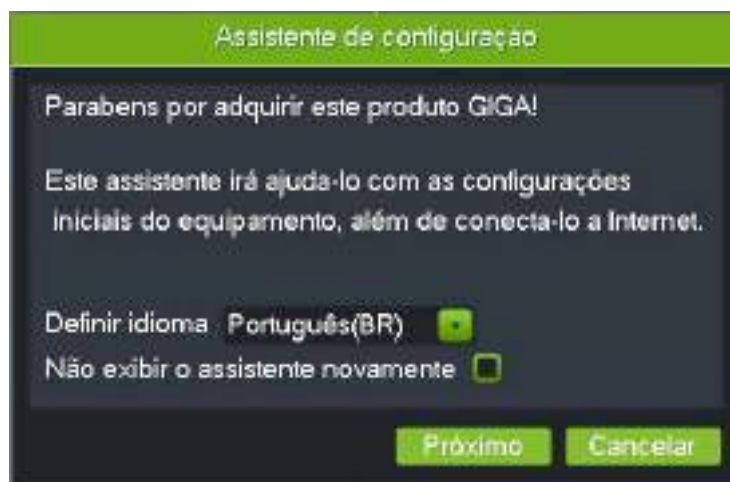 Assistente de configuração
Parabens por adquirir este produto GIGA!
Este assistente irá ajuda-lo com as configurações
iniciais do equipamento, além de conecta-lo a Internet.
Definir idioma Português(BR)
Não exibir o assistente novamente
Próximo Cancelar